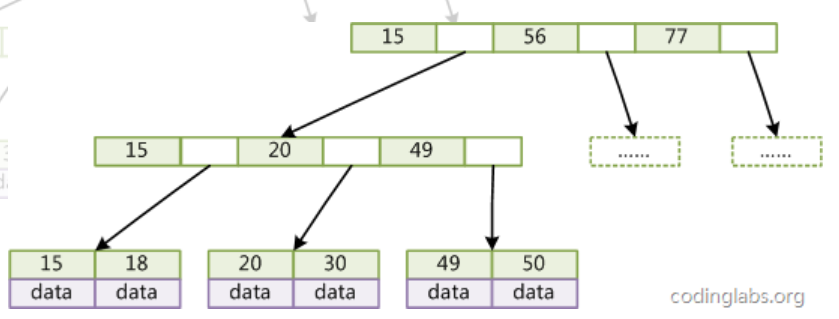 15 56 77
15 20 49
...... ......
15 18 20 30 49 50
data data data data data data
codinglabs.org